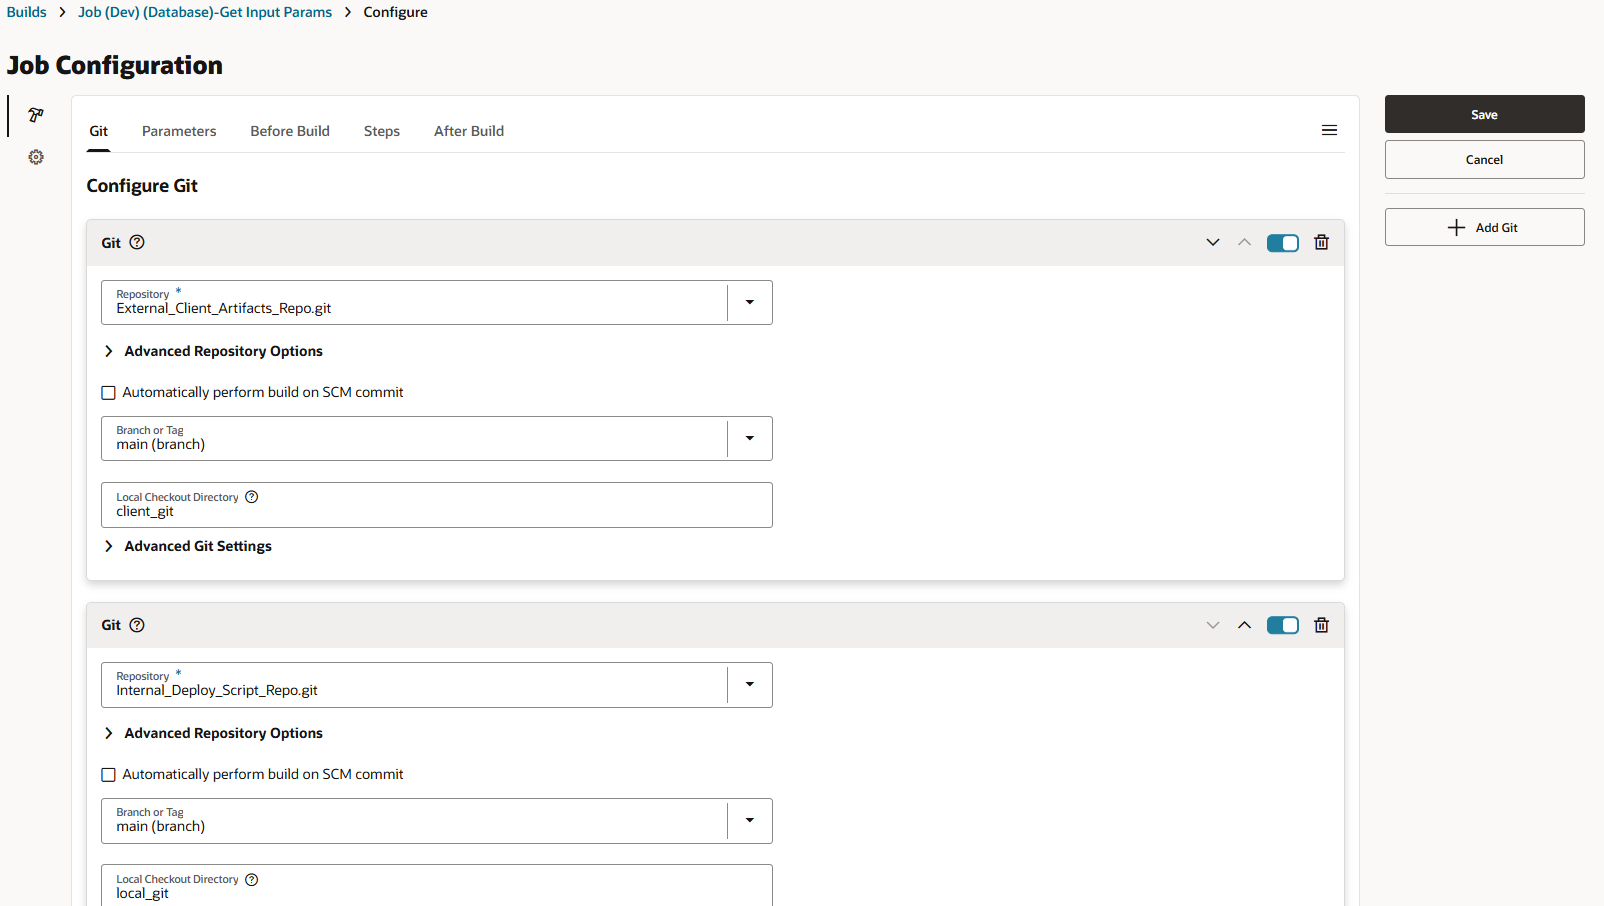 Builds > Job (Dev) (Database)-Get Input Params > Configure
Job Configuration
Git Parameters Before Build Steps After Build
Save
Cancel
Add Git
Configure Git
Git
Repository *
External_Client_Artifacts_Repo.git
Advanced Repository Options
Automatically perform build on SCM commit
Branch or Tag
main (branch)
Local Checkout Directory
client_git
Advanced Git Settings
Git
Repository *
Internal_Deploy_Script_Repo.git
Advanced Repository Options
Automatically perform build on SCM commit
Branch or Tag
main (branch)
Local Checkout Directory
local_git